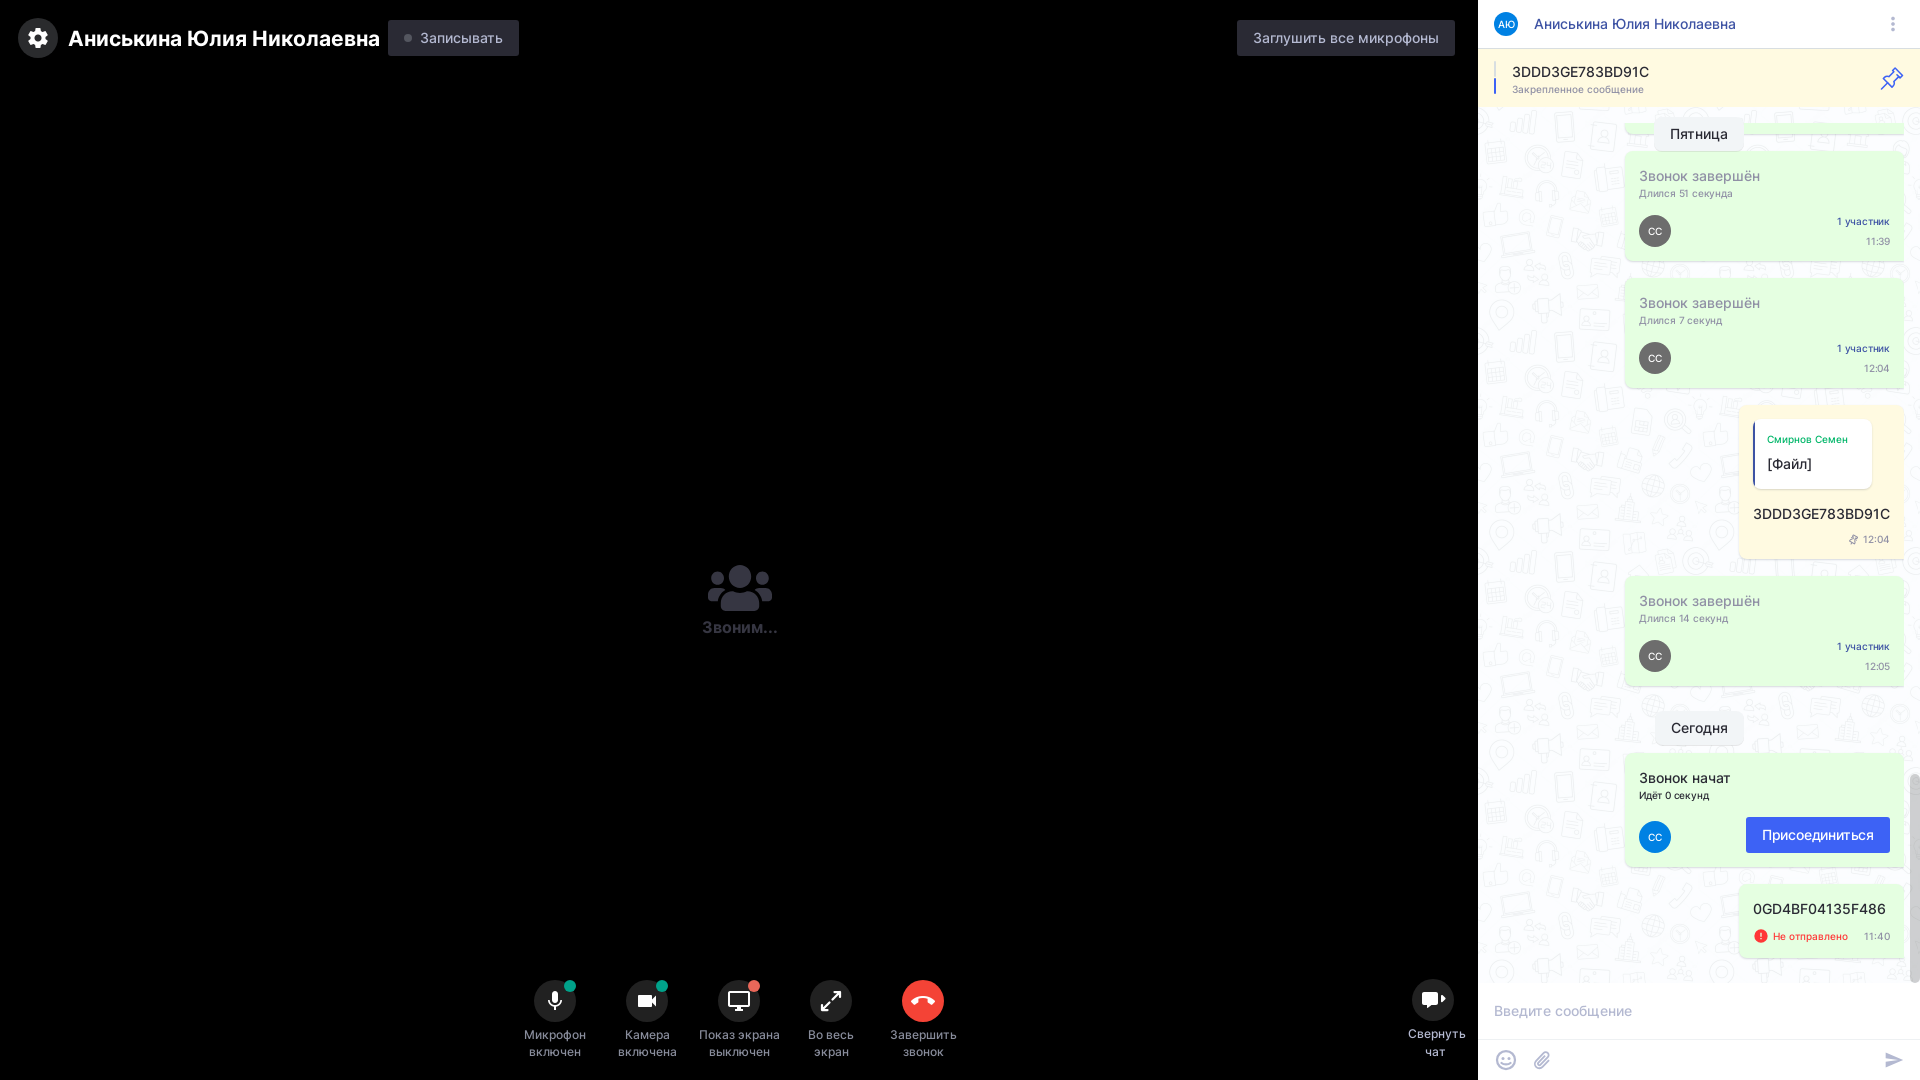 Аниськина Юлия Николаевна
Записывать
Заглушить все микрофоны
Звоним...
Микрофон
включен
Камера
включена
Показ экрана
выключен
Во весь
экран
Завершить
звонок
Свернуть
чат
АЮ
Аниськина Юлия Николаевна
3DDD3GE783BD91C
Закрепленное сообщение
Пятница
Звонок завершён
Длился 51 секунда
СС
1 участник
11:39
Звонок завершён
Длился 7 секунд
СС
1 участник
12:04
Смирнов Семен
[Файл]
3DDD3GE783BD91C
12:04
Звонок завершён
Длился 14 секунд
СС
1 участник
12:05
Сегодня
Звонок начат
Идёт 0 секунд
СС
Присоединиться
0GD4BF04135F486
Не отправлено
11:40
Введите сообщение